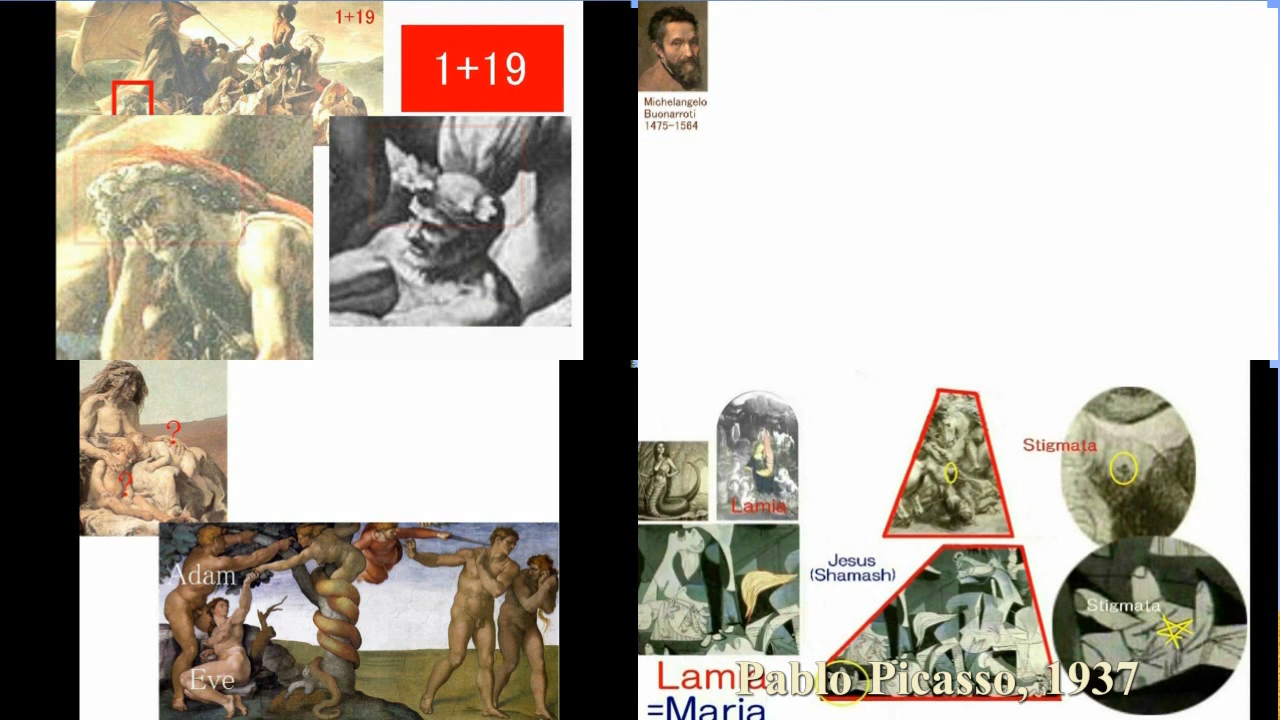 1+19
1+19
Michelangelo
Buonarroti
1475-1564
?
?
Adam
Eve
Lamia
Stigmata
Jesus
(Shamash)
Stigmata
Lamia
=Maria
Pablo Picasso, 1937